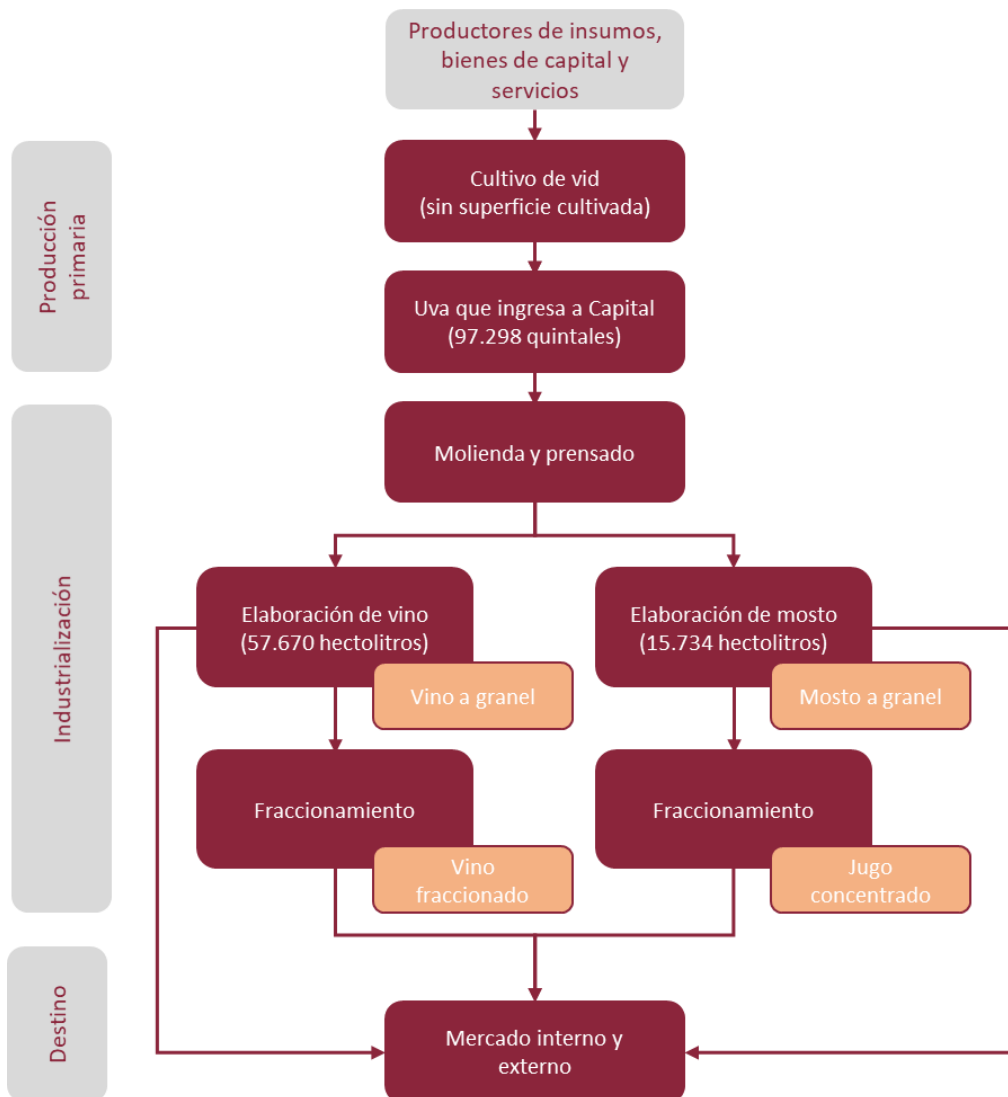 Productores de insumos,
bienes de capital y
servicios
Producción
primaria
Cultivo de vid
(sin superficie cultivada)
Uva que ingresa a Capital
(97.298 quintales)
Industrialización
Molienda y prensado
Elaboración de vino
(57.670 hectolitros)
Vino a granel
Elaboración de mosto
(15.734 hectolitros)
Mosto a granel
Fraccionamiento
Vino
fraccionado
Fraccionamiento
Jugo
concentrado
Destino
Mercado interno y
externo